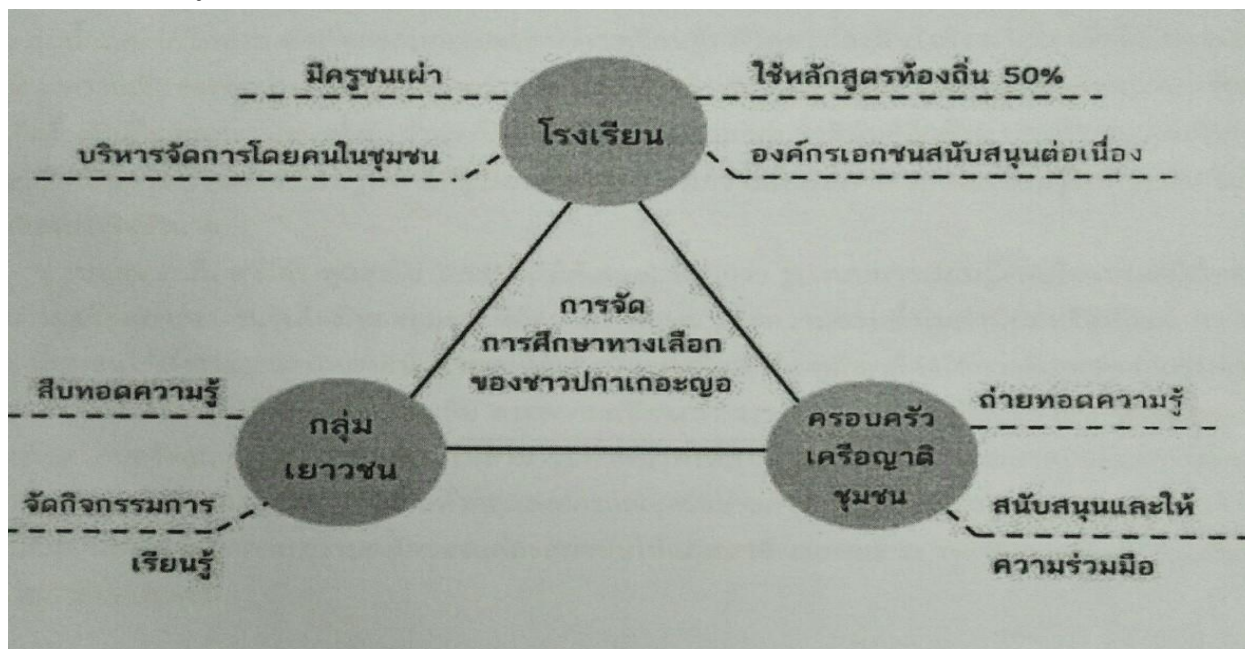 มีครูชนเผ่า
ใช้หลักสูตรท้องถิ่น 50%
โรงเรียน
บริหารจัดการโดยคนในชุมชน
องค์กรเอกชนสนับสนุนต่อเนื่อง
การจัด
การศึกษาทางเลือก
ของชาวปกาเกอะญอ
สืบทอดความรู้
กลุ่ม
เยาวชน
จัดกิจกรรมการ
เรียนรู้
ครอบครัว
เครือญาติ
ชุมชน
ถ่ายทอดความรู้
สนับสนุนและให้
ความร่วมมือ